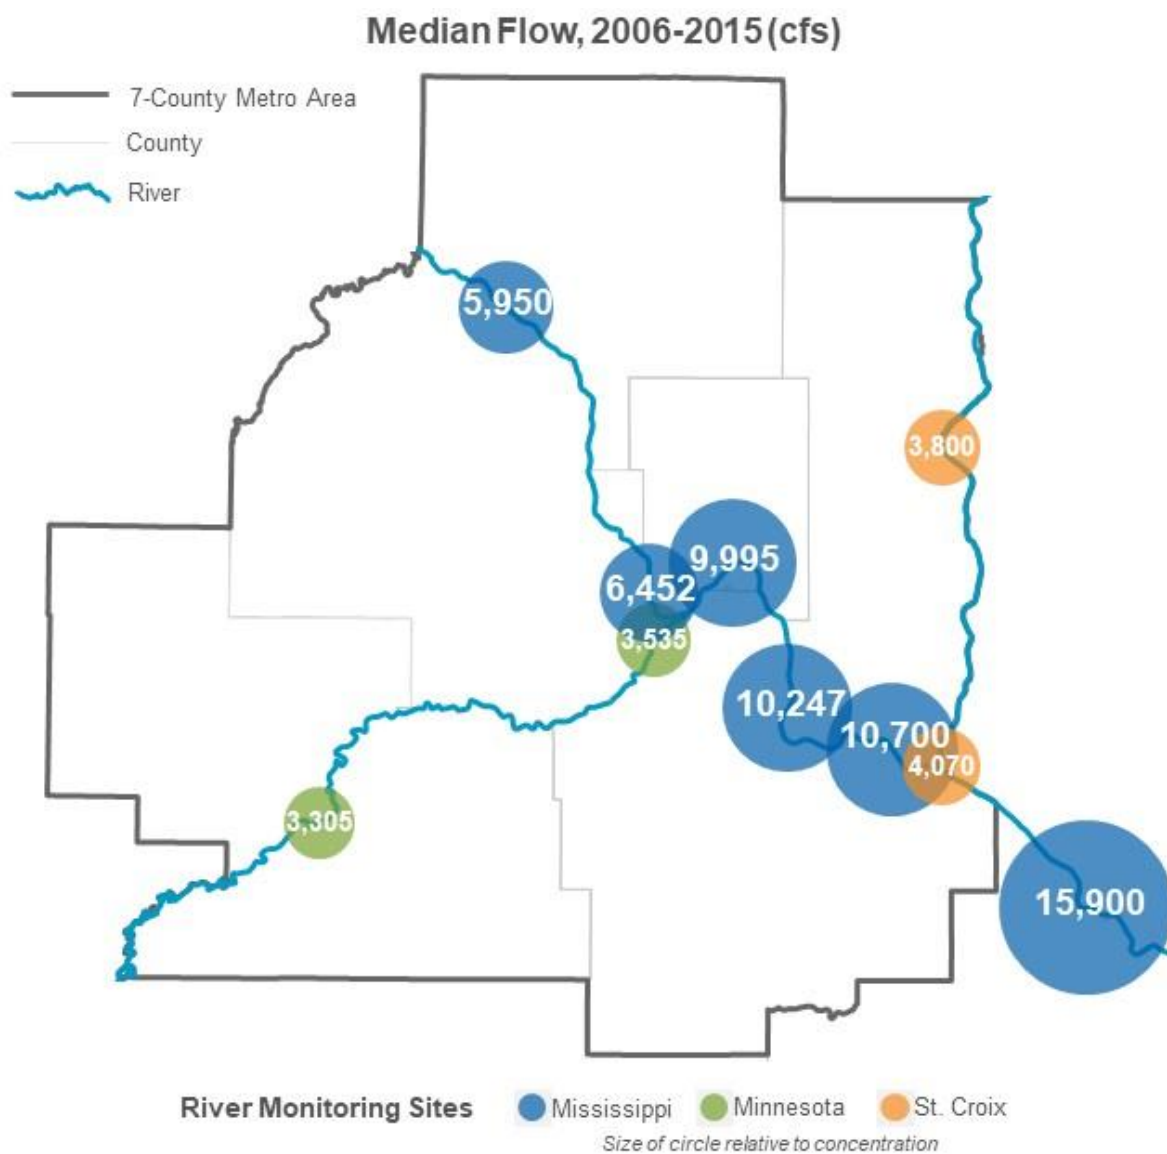 Median Flow, 2006-2015 (cfs)
7-County Metro Area
County
River
5,950
3,800
9,995
6,452
3,535
10,247
10,700
4,070
3,305
15,900
River Monitoring Sites Mississippi Minnesota St. Croix
Size of circle relative to concentration